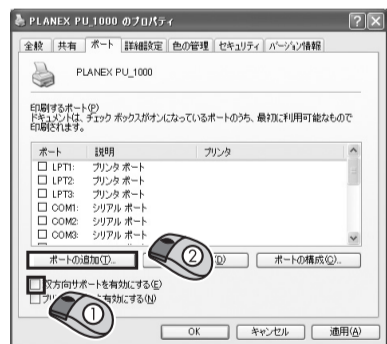 PLANEX PU_1000 のプロパティ
全般 共有 ポート 詳細設定 色の管理 セキュリティ バージョン情報
PLANEX PU_1000
印刷するポート(P)
ドキュメントは、チェック ボックスがオンになっているポートのうち、最初に利用可能なもので
印刷されます。
ポート 説明 プリンタ
LPT1: プリンタ ポート
LPT2: プリンタ ポート
LPT3: プリンタ ポート
COM1: シリアル ポート
COM2: シリアル ポート
COM3: シリアル ポート
ポートの追加(T)... ② (D) ポートの構成(C)...
双方向サポートを有効にする(E)
有効にする(N)
①
OK キャンセル 適用(A)